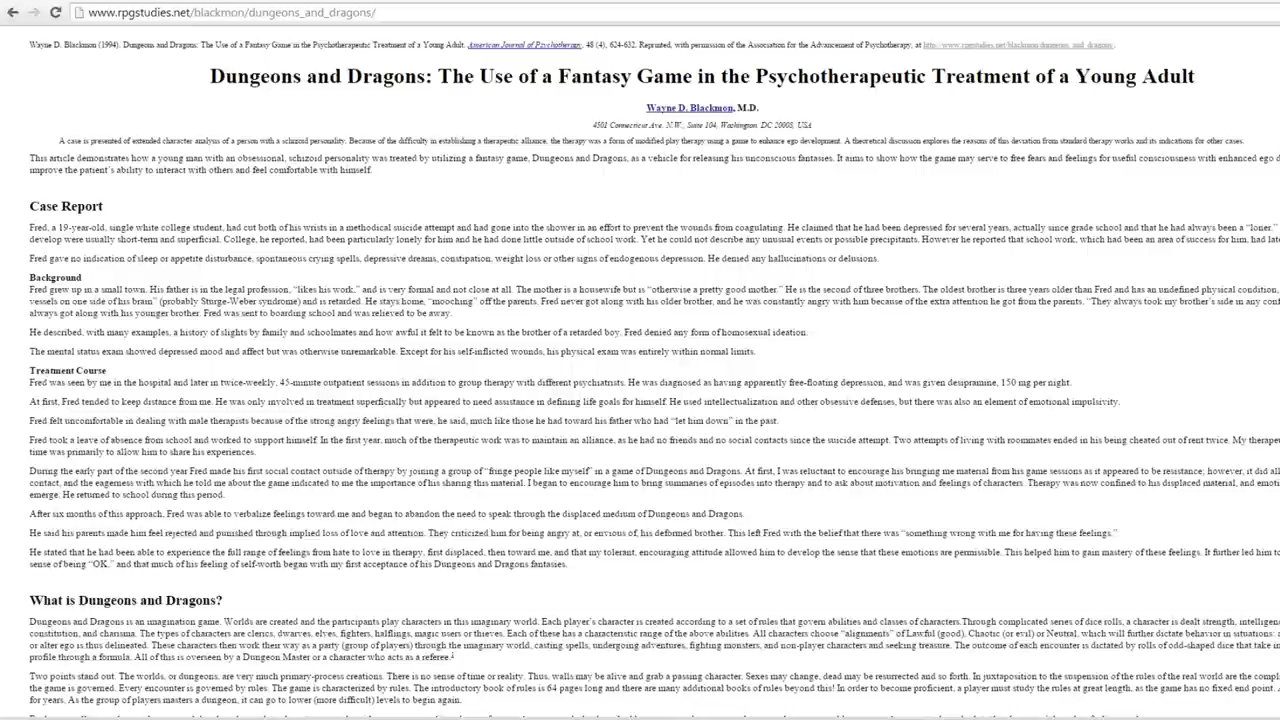 www.rpgstudies.net/blackmon/dungeons_and_dragons/
Wayne D. Blackmon (1994). Dungeons and Dragons: The Use of a Fantasy Game in the Psychotherapeutic Treatment of a Young Adult. American Journal of Psychotherapy, 48 (4), 624-632. Reprinted, with permission of the Association for the Advancement of Psychotherapy, at http://www.rpgstudies.net/blackmon/dungeons_and_dragons/.
Dungeons and Dragons: The Use of a Fantasy Game in the Psychotherapeutic Treatment of a Young Adult
Wayne D. Blackmon, M.D.
4501 Connecticut Ave. N.W., Suite 104, Washington DC 20008, USA
A case is presented of extended character analysis of a person with a schizoid personality. Because of the difficulty in establishing a therapeutic alliance, the therapy was a form of modified play therapy using a game to enhance ego development. A theoretical discussion explores the reasons of this deviation from standard therapy works and its indications for other cases.
This article demonstrates how a young man with an obsessional, schizoid personality was treated by utilizing a fantasy game, Dungeons and Dragons, as a vehicle for releasing his unconscious fantasies. It aims to show how the game may serve to free fears and feelings for useful consciousness with enhanced ego d
improve the patient's ability to interact with others and feel comfortable with himself.
Case Report
Fred, a 19-year-old, single white college student, had cut both of his wrists in a methodical suicide attempt and had gone into the shower in an effort to prevent the wounds from coagulating. He claimed that he had been depressed for several years, actually since grade school and that he had always been a “loner.”
develop were usually short-term and superficial. College, he reported, had been particularly lonely for him and he had done little outside of school work. Yet he could not describe any unusual events or possible precipitants. However he reported that school work, which had been an area of success for him, had late
Fred gave no indication of sleep or appetite disturbance, spontaneous crying spells, depressive dreams, constipation, weight loss or other signs of endogenous depression. He denied any hallucinations or delusions.
Background
Fred grew up in a small town. His father is in the legal profession, “likes his work,” and is very formal and not close at all. The mother is a housewife but is “otherwise a pretty good mother.” He is the second of three brothers. The oldest brother is three years older than Fred and has an undefined physical condition,
vessels on one side of his brain” (probably Sturge-Weber syndrome) and is retarded. He stays home, “mooching” off the parents. Fred never got along with his older brother, and he was constantly angry with him because of the extra attention he got from the parents. “They always took my brother's side in any conf
always got along with his younger brother. Fred was sent to boarding school and was relieved to be away.
He described, with many examples, a history of slights by family and schoolmates and how awful it felt to be known as the brother of a retarded boy. Fred denied any form of homosexual ideation.
The mental status exam showed depressed mood and affect but was otherwise unremarkable. Except for his self-inflicted wounds, his physical exam was entirely within normal limits.
Treatment Course
Fred was seen by me in the hospital and later in twice-weekly, 45-minute outpatient sessions in addition to group therapy with different psychiatrists. He was diagnosed as having apparently free-floating depression, and was given desipramine, 150 mg per night.
At first, Fred tended to keep distance from me. He was only involved in treatment superficially but appeared to need assistance in defining life goals for himself. He used intellectualization and other obsessive defenses, but there was also an element of emotional impulsivity.
Fred felt uncomfortable in dealing with male therapists because of the strong angry feelings that were, he said, much like those he had toward his father who had “let him down” in the past.
Fred took a leave of absence from school and worked to support himself. In the first year, much of the therapeutic work was to maintain an alliance, as he had no friends and no social contacts since the suicide attempt. Two attempts of living with roommates ended in his being cheated out of rent twice. My therape
time was primarily to allow him to share his experiences.
During the early part of the second year Fred made his first social contact outside of therapy by joining a group of “fringe people like myself” in a game of Dungeons and Dragons. At first, I was reluctant to encourage his bringing me material from his game sessions as it appeared to be resistance; however, it did all
contact, and the eagerness with which he told me about the game indicated to me the importance of his sharing this material. I began to encourage him to bring summaries of episodes into therapy and to ask about motivation and feelings of characters. Therapy was now confined to his displaced material, and emoti
emerge. He returned to school during this period.
After six months of this approach, Fred was able to verbalize feelings toward me and began to abandon the need to speak through the displaced medium of Dungeons and Dragons.
He said his parents made him feel rejected and punished through implied loss of love and attention. They criticized him for being angry at, or envious of, his deformed brother. This left Fred with the belief that there was “something wrong with me for having these feelings.”
He stated that he had been able to experience the full range of feelings from hate to love in therapy, first displaced, then toward me, and that my tolerant, encouraging attitude allowed him to develop the sense that these emotions are permissible. This helped him to gain mastery of these feelings. It further led him to
sense of being “OK,” and that much of his feeling of self-worth began with my first acceptance of his Dungeons and Dragons fantasies.
What is Dungeons and Dragons?
Dungeons and Dragons is an imagination game. Worlds are created and the participants play characters in this imaginary world. Each player's character is created according to a set of rules that govern abilities and classes of characters.Through complicated series of dice rolls, a character is dealt strength, intelligen
constitution, and charisma. The types of characters are clerics, dwarves, elves, fighters, halflings, magic users or thieves. Each of these has a characteristic range of the above abilities. All characters choose “alignments” of Lawful (good), Chaotic (or evil) or Neutral, which will further dictate behavior in situations: a
or alter ego is thus delineated. These characters then work their way as a party (group of players) through the imaginary world, casting spells, undergoing adventures, fighting monsters, and non-player characters and seeking treasure. The outcome of each encounter is dictated by rolls of odd-shaped dice that take in
profile through a formula. All of this is overseen by a Dungeon Master or a character who acts as a referee.1
Two points stand out. The worlds, or dungeons, are very much primary-process creations. There is no sense of time or reality. Thus, walls may be alive and grab a passing character. Sexes may change, dead may be resurrected and so forth. In juxtaposition to the suspension of the rules of the real world are the compl
the game is governed. Every encounter is governed by rules. The game is characterized by rules. The introductory book of rules is 64 pages long and there are many additional books of rules beyond this! In order to become proficient, a player must study the rules at great length, as the game has no fixed end point. A
for years. As the group of players masters a dungeon, it can go to lower (more difficult) levels to begin again.